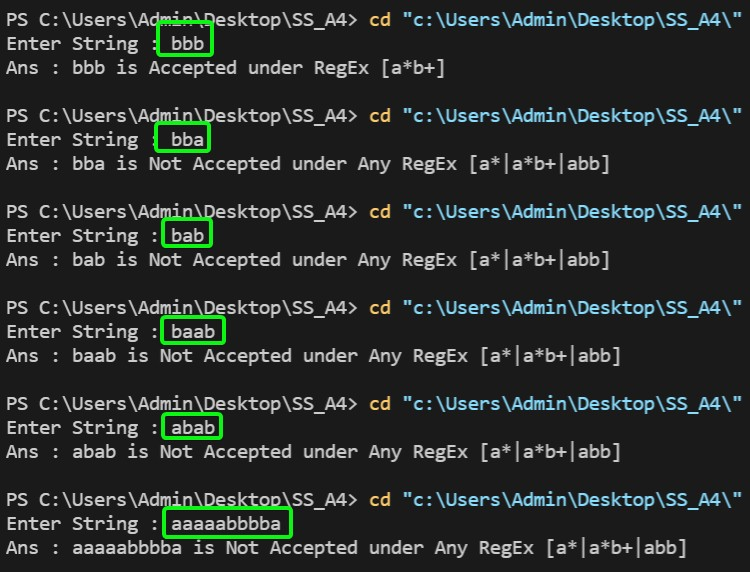 PS C:\Users\Admin\Desktop\SS_A4> cd "c:\Users\Admin\Desktop\SS_A4\"
Enter String : bbb
Ans : bbb is Accepted under RegEx [a*b+]
PS C:\Users\Admin\Desktop\SS_A4> cd "c:\Users\Admin\Desktop\SS_A4\"
Enter String : bba
Ans : bba is Not Accepted under Any RegEx [a*|a*b+|abb]
PS C:\Users\Admin\Desktop\SS_A4> cd "c:\Users\Admin\Desktop\SS_A4\"
Enter String : bab
Ans : bab is Not Accepted under Any RegEx [a*|a*b+|abb]
PS C:\Users\Admin\Desktop\SS_A4> cd "c:\Users\Admin\Desktop\SS_A4\"
Enter String : baab
Ans : baab is Not Accepted under Any RegEx [a*|a*b+|abb]
PS C:\Users\Admin\Desktop\SS_A4> cd "c:\Users\Admin\Desktop\SS_A4\"
Enter String : abab
Ans : abab is Not Accepted under Any RegEx [a*|a*b+|abb]
PS C:\Users\Admin\Desktop\SS_A4> cd "c:\Users\Admin\Desktop\SS_A4\"
Enter String : aaaaabbbba
Ans : aaaaabbbba is Not Accepted under Any RegEx [a*|a*b+|abb]